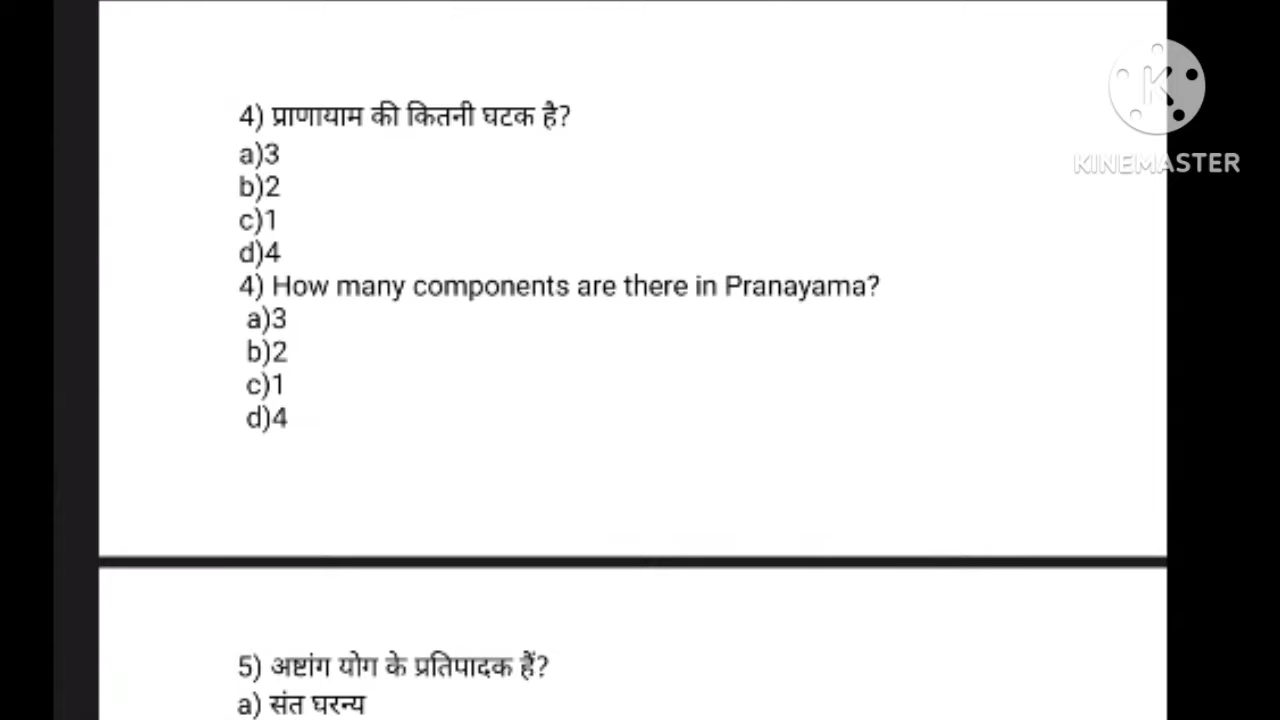 4) प्राणायाम की कितनी घटक है?
a)3
b)2
c)1
d)4
4) How many components are there in Pranayama?
a)3
b)2
c)1
d)4
KINEMASTER
5) अष्टांग योग के प्रतिपादक हैं?
a) संत घरन्य